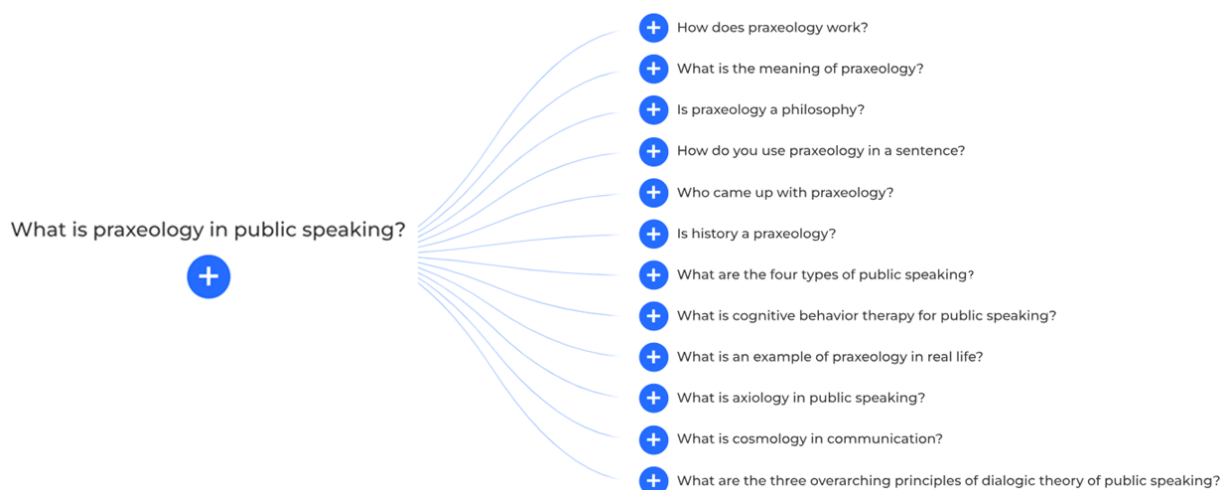 What is praxeology in public speaking?
How does praxeology work?
What is the meaning of praxeology?
Is praxeology a philosophy?
How do you use praxeology in a sentence?
Who came up with praxeology?
Is history a praxeology?
What are the four types of public speaking?
What is cognitive behavior therapy for public speaking?
What is an example of praxeology in real life?
What is axiology in public speaking?
What is cosmology in communication?
What are the three overarching principles of dialogic theory of public speaking?